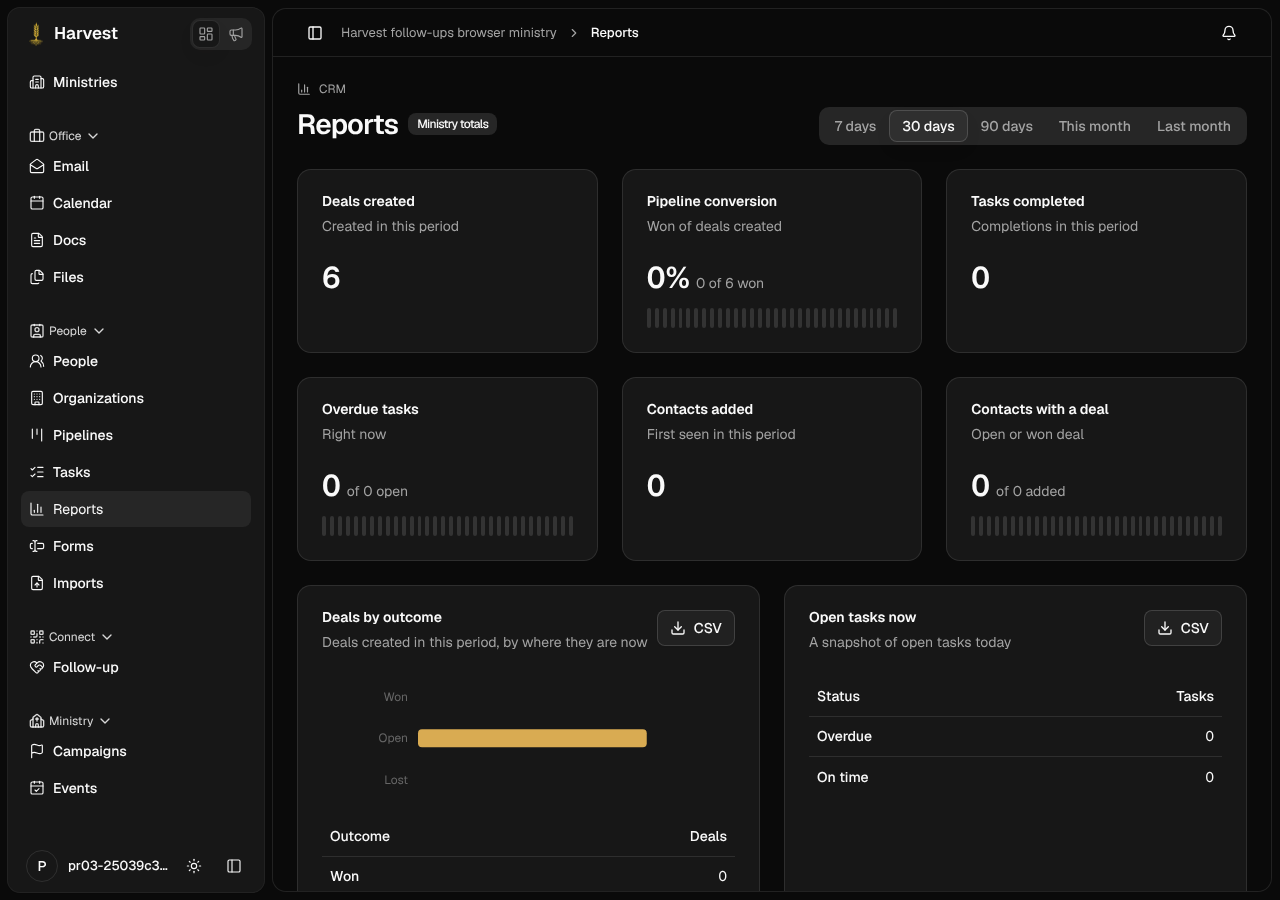 Harvest
Ministries
Office
Email
Calendar
Docs
Files
People
People
Organizations
Pipelines
Tasks
Reports
Forms
Imports
Connect
Follow-up
Ministry
Campaigns
Events
P
pr03-25039c3…
Harvest follow-ups browser ministry
Reports
CRM
Reports
Ministry totals
7 days
30 days
90 days
This month
Last month
Deals created
Created in this period
6
Pipeline conversion
Won of deals created
0% 0 of 6 won
Tasks completed
Completions in this period
0
Overdue tasks
Right now
0 of 0 open
Contacts added
First seen in this period
0
Contacts with a deal
Open or won deal
0 of 0 added
Deals by outcome
Deals created in this period, by where they are now
CSV
Won
Open
Lost
Outcome Deals
Won 0
Open tasks now
A snapshot of open tasks today
CSV
Status Tasks
Overdue 0
On time 0